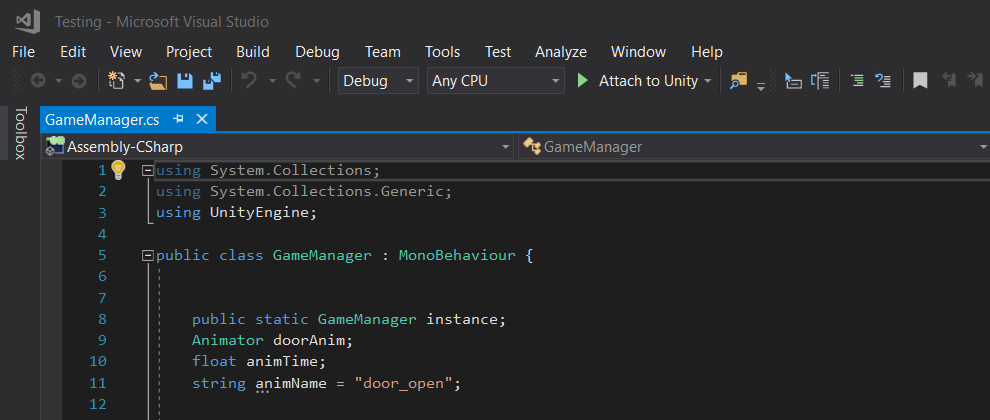 Testing - Microsoft Visual Studio
File Edit View Project Build Debug Team Tools Test Analyze Window Help
Debug Any CPU Attach to Unity
Toolbox
GameManager.cs
Assembly-CSharp GameManager
1 using System.Collections;
2 using System.Collections.Generic;
3 using UnityEngine;
4
5 public class GameManager : MonoBehaviour {
6
7
8 public static GameManager instance;
9 Animator doorAnim;
10 float animTime;
11 string animName = "door_open";
12